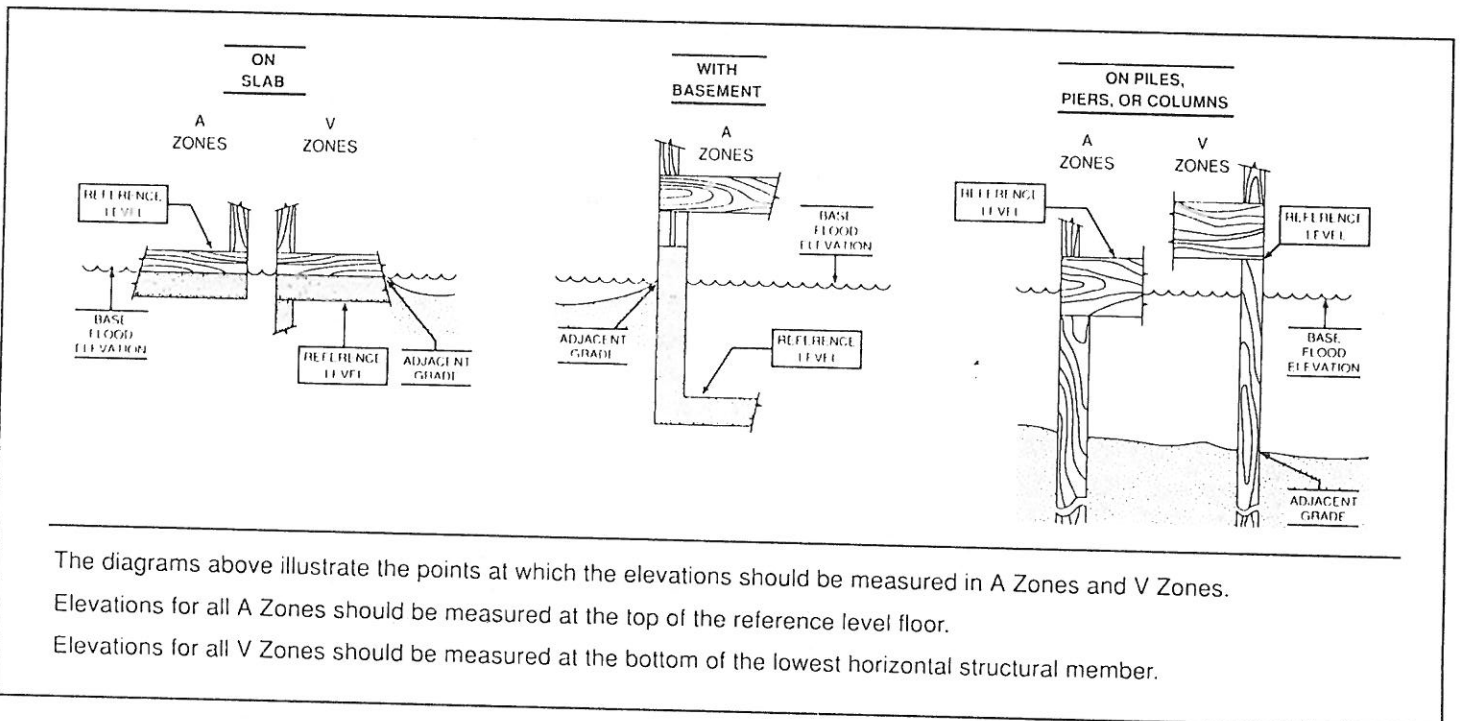 ON
SLAB
A
ZONES
V
ZONES
REFERENCE
LEVEL
BASE
FLOOD
ELEVATION
REFERENCE
LEVEL
ADJACENT
GRADE
WITH
BASEMENT
A
ZONES
BASE
FLOOD
ELEVATION
ADJACENT
GRADE
REFERENCE
LEVEL
ON PILES,
PIERS, OR COLUMNS
A
ZONES
V
ZONES
REFERENCE
LEVEL
REFERENCE
LEVEL
BASE
FLOOD
ELEVATION
ADJACENT
GRADE
The diagrams above illustrate the points at which the elevations should be measured in A Zones and V Zones.
Elevations for all A Zones should be measured at the top of the reference level floor.
Elevations for all V Zones should be measured at the bottom of the lowest horizontal structural member.